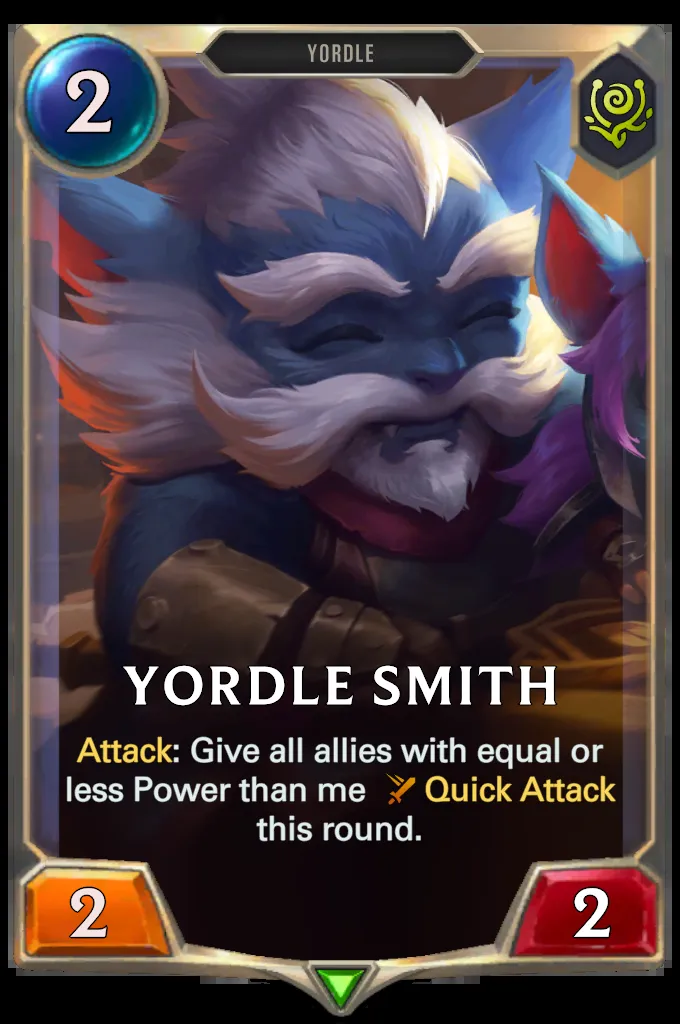 YORDLE
2
YORDLE SMITH
Attack: Give all allies with equal or
less Power than me Quick Attack
this round.
2
2